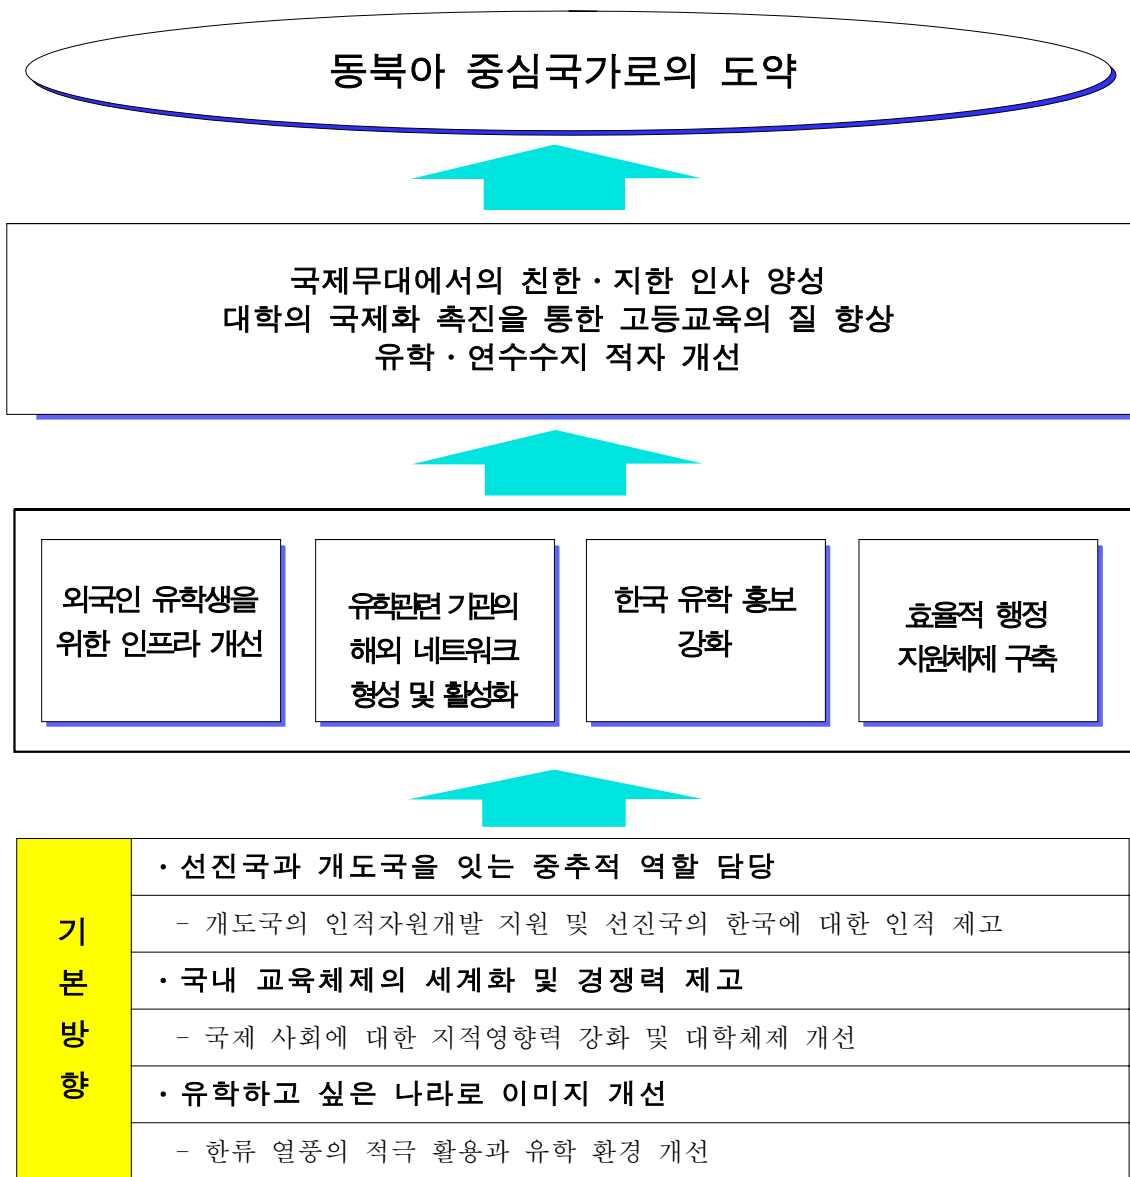 동북아 중심국가로의 도약
국제무대에서의 친한·지한 인사 양성
대학의 국제화 촉진을 통한 고등교육의 질 향상
유학·연수수지 적자 개선
외국인 유학생을
위한 인프라 개선
유학관련 기관의
해외 네트워크
형성 및 활성화
한국 유학 홍보
강화
효율적 행정
지원체제 구축
기
본
방
향
·선진국과 개도국을 잇는 중추적 역할 담당
- 개도국의 인적자원개발 지원 및 선진국의 한국에 대한 인적 제고
·국내 교육체제의 세계화 및 경쟁력 제고
- 국제 사회에 대한 지적영향력 강화 및 대학체제 개선
·유학하고 싶은 나라로 이미지 개선
- 한류 열풍의 적극 활용과 유학 환경 개선